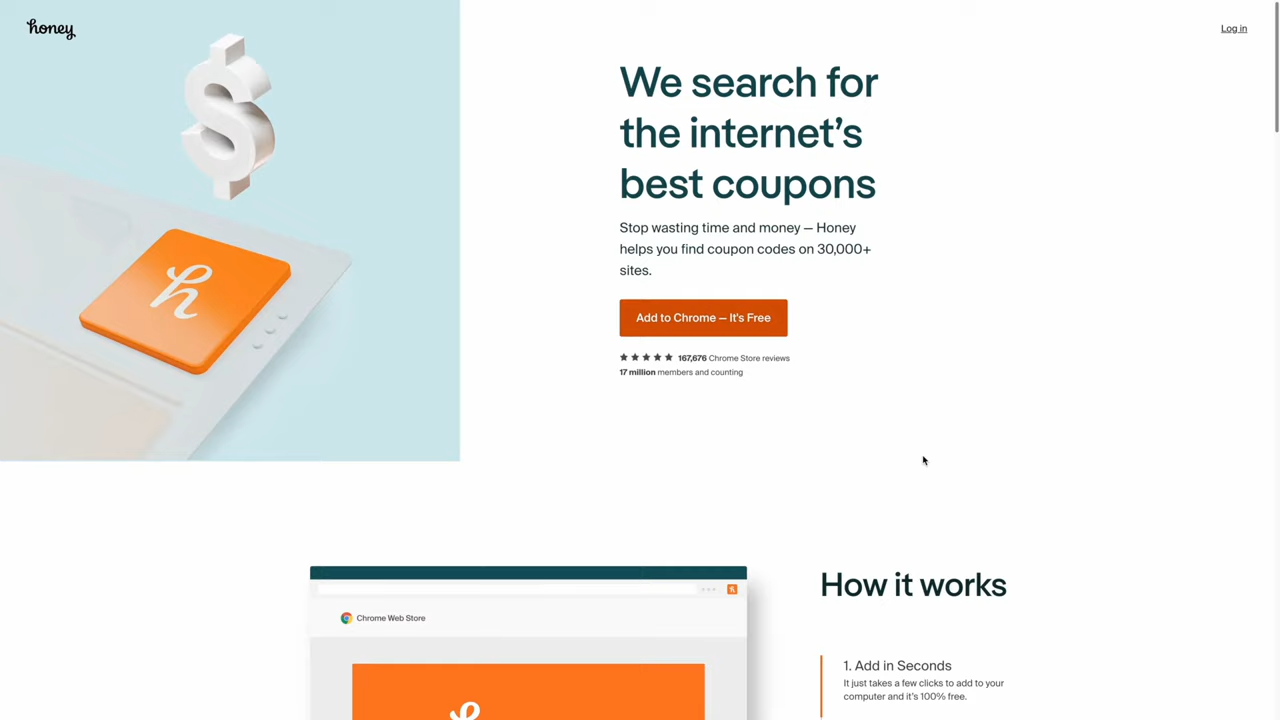 honey
Log in
We search for
the internet's
best coupons
Stop wasting time and money — Honey
helps you find coupon codes on 30,000+
sites.
Add to Chrome — It's Free
167,676 Chrome Store reviews
17 million members and counting
h
How it works
Chrome Web Store
1. Add in Seconds
It just takes a few clicks to add to your
computer and it's 100% free.